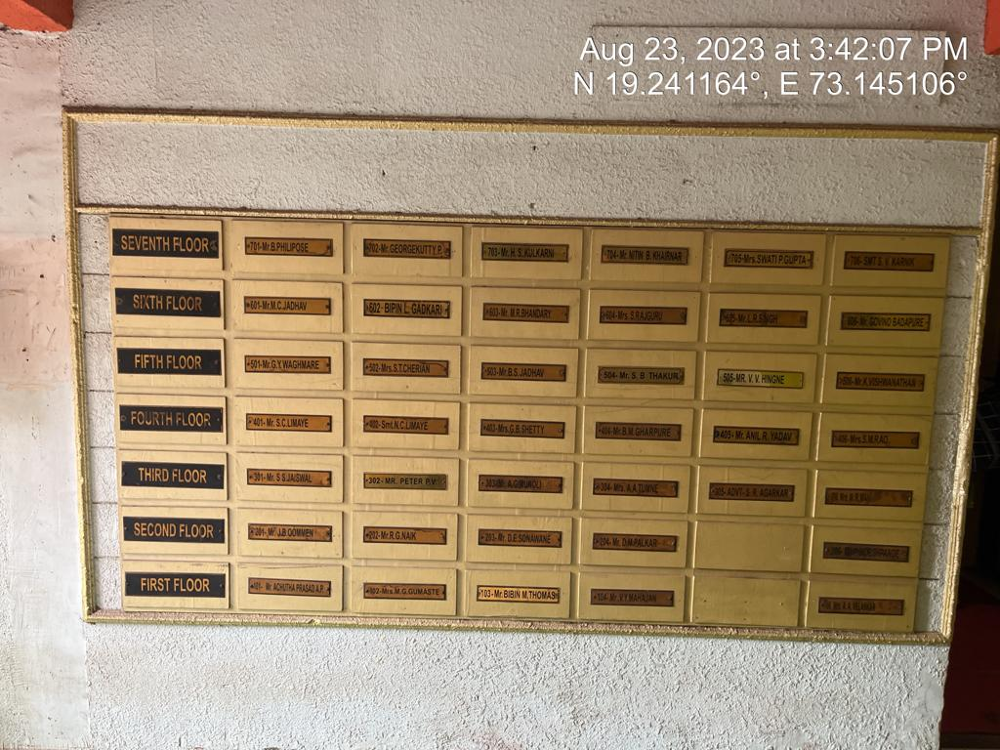 Aug 23, 2023 at 3:42:07 PM
N 19.241164°, E 73.145106°
SEVENTH FLOOR 701-Mr.B.PHILIPOSE 702-Mr.GEORGEKUTTY.P. 703-Mr. H. S. KULKARNI 704- Mr. NITIN B. KHAIRNAR 705-Mrs.SWATI P.GUPTA 706- SMT S. V. KARNIK
SIXTH FLOOR 601-Mr.M.C.JADHAV 602- BIPIN L. GADKARI 603-Mr. M.R.BHANDARY 604-Mrs. S.RAJGURU 605-Mr.L.R.SINGH 606-Mr. GOVIND BADAPURE
FIFTH FLOOR 501-Mr.G.Y.WAGHMARE 502-Mrs.S.T.CHERIAN 503-Mr.B.S.JADHAV 504- Mr. S. B THAKUR 505-MR. V. V. HINGNE 506-Mr.K.VISHWANATHAN
FOURTH FLOOR 401- Mr. S.C.LIMAYE 402-Smt.N.C.LIMAYE 403-Mrs.G.B.SHETTY 404-Mr.B.M.GHARPURE 405- Mr. ANIL.R. YADAV 406-Mrs.S.M.RAO.
THIRD FLOOR 301- Mr. S S.JAISWAL 302- MR. PETER P.V. 304- Mrs. A.A.TUMNE 305-ADVT- S. R. AGARKAR
SECOND FLOOR 201- Mr. J.B.OOMMEN 202-Mr.R.G.NAIK 203- Mr. D.E.SONAWANE 204- Mr. D.M.PALKAR
FIRST FLOOR 101- Mr. ACHUTHA PRASAD A.P. 102-Mrs.M.G.GUMASTE 103-Mr.BIBIN M.THOMAS 104-Mr.V.Y.MAHAJAN Mrs. A.A. VELANKAR